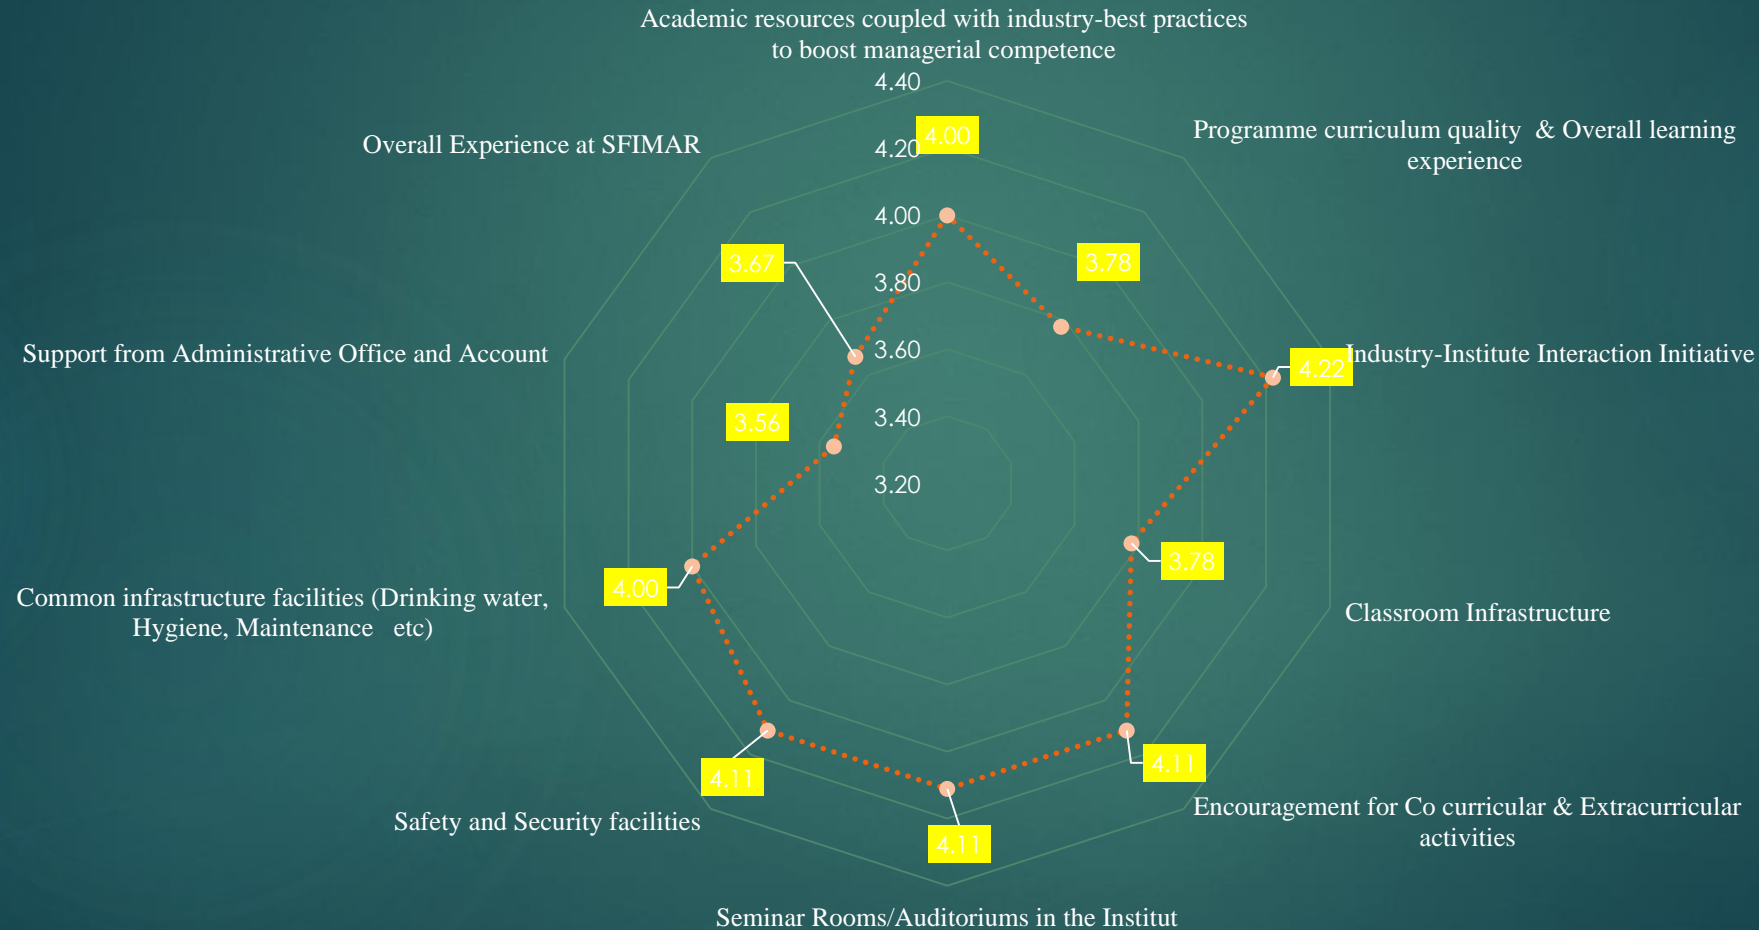 Academic resources coupled with industry-best practices
to boost managerial competence
4.40
4.00
Programme curriculum quality & Overall learning
experience
Overall Experience at SFIMAR
4.20
4.00
3.67
3.78
3.80
Support from Administrative Office and Account
3.60
4.22
Industry-Institute Interaction Initiative
3.56
3.40
3.20
3.78
4.00
Common infrastructure facilities (Drinking water,
Hygiene, Maintenance etc)
Classroom Infrastructure
4.11
4.11
Safety and Security facilities
Encouragement for Co curricular & Extracurricular
activities
4.11
Seminar Rooms/Auditoriums in the Institut